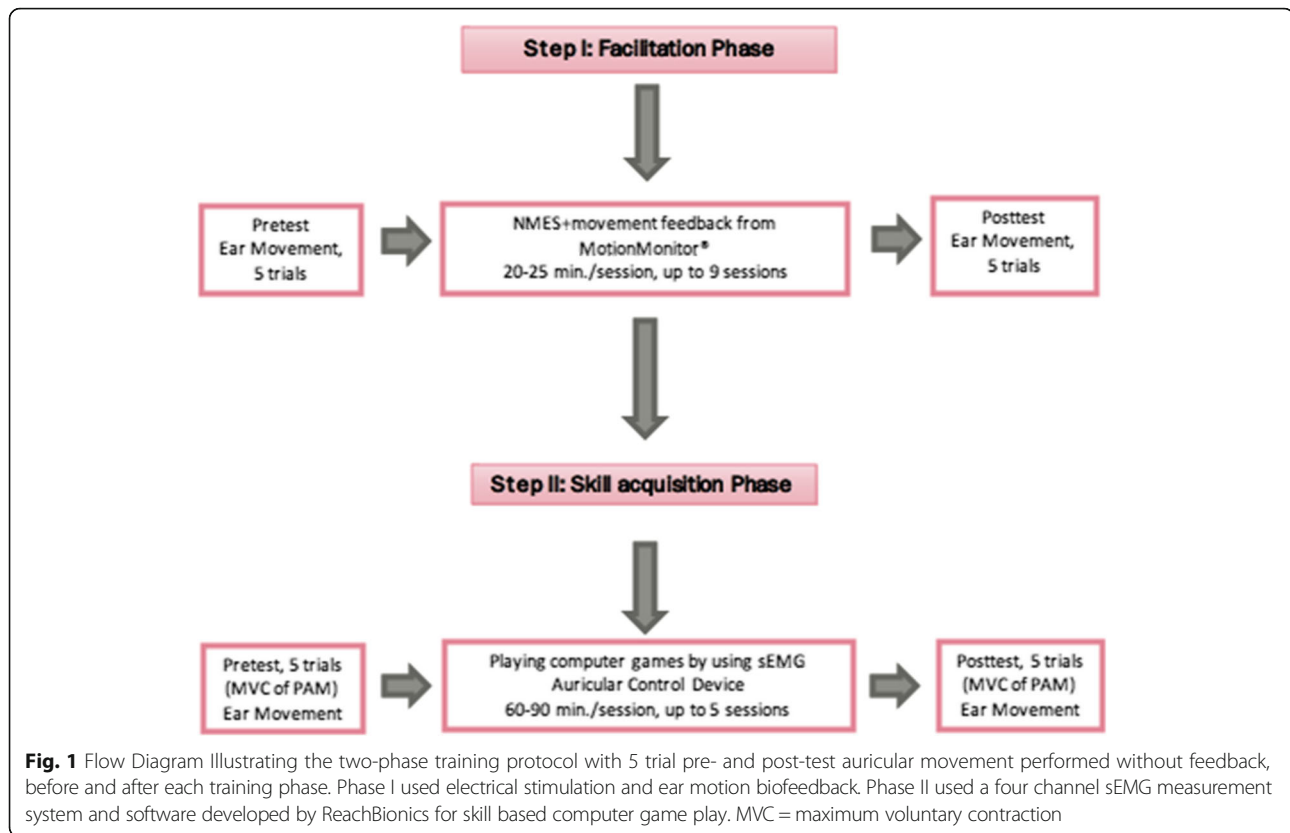 Step I: Facilitation Phase
Pretest
Ear Movement,
5 trials
NMES+movement feedback from
MotionMonitor®
20-25 min./session, up to 9 sessions
Posttest
Ear Movement,
5 trials
Step II: Skill acquisition Phase
Pretest, 5 trials
(MVC of PAM)
Ear Movement
Playing computer games by using sEMG
Auricular Control Device
60-90 min./session, up to 5 sessions
Posttest, 5 trials
(MVC of PAM)
Ear Movement
Fig. 1 Flow Diagram Illustrating the two-phase training protocol with 5 trial pre- and post-test auricular movement performed without feedback,
before and after each training phase. Phase I used electrical stimulation and ear motion biofeedback. Phase II used a four channel sEMG measurement
system and software developed by ReachBionics for skill based computer game play. MVC = maximum voluntary contraction